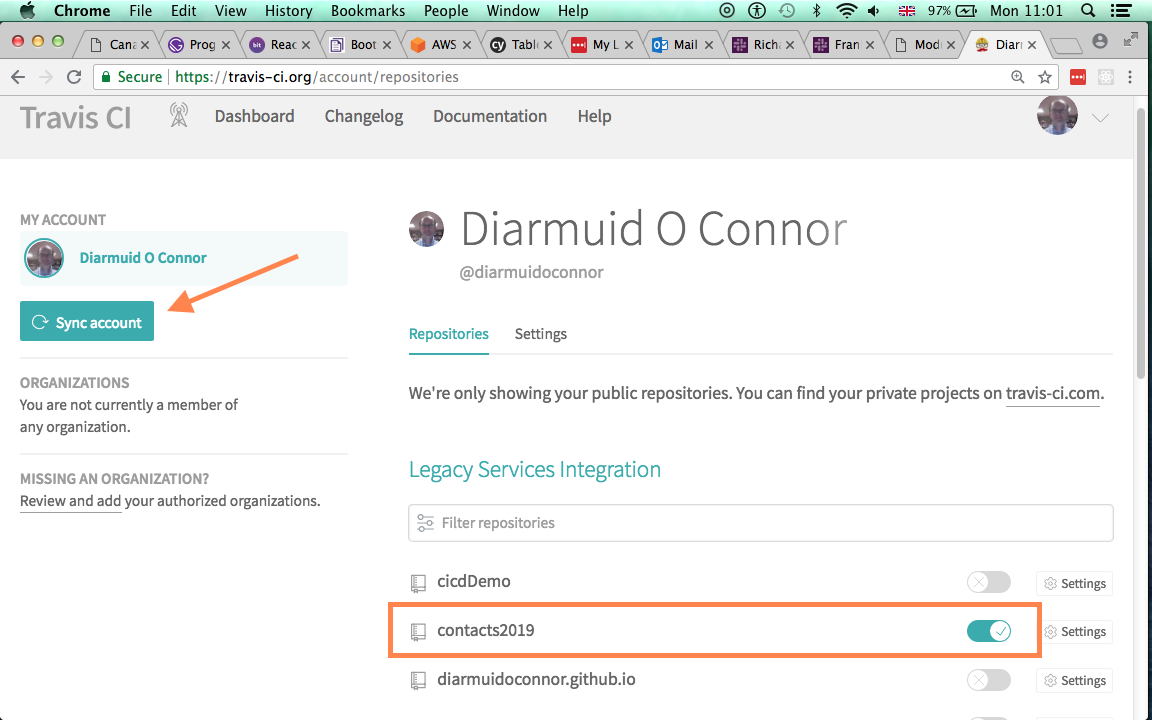 Chrome File Edit View History Bookmarks People Window Help 97% Mon 11:01
Cana Prog Reac Boot AWS Table My L Mail Richa Fran Mod Diarm
Secure https://travis-ci.org/account/repositories
Travis CI Dashboard Changelog Documentation Help
MY ACCOUNT
Diarmuid O Connor
Sync account
ORGANIZATIONS
You are not currently a member of
any organization.
MISSING AN ORGANIZATION?
Review and add your authorized organizations.
Diarmuid O Connor
@diarmuidoconnor
Repositories Settings
We're only showing your public repositories. You can find your private projects on travis-ci.com.
Legacy Services Integration
Filter repositories
cicdDemo Settings
contacts2019 Settings
diarmuidoconnor.github.io Settings